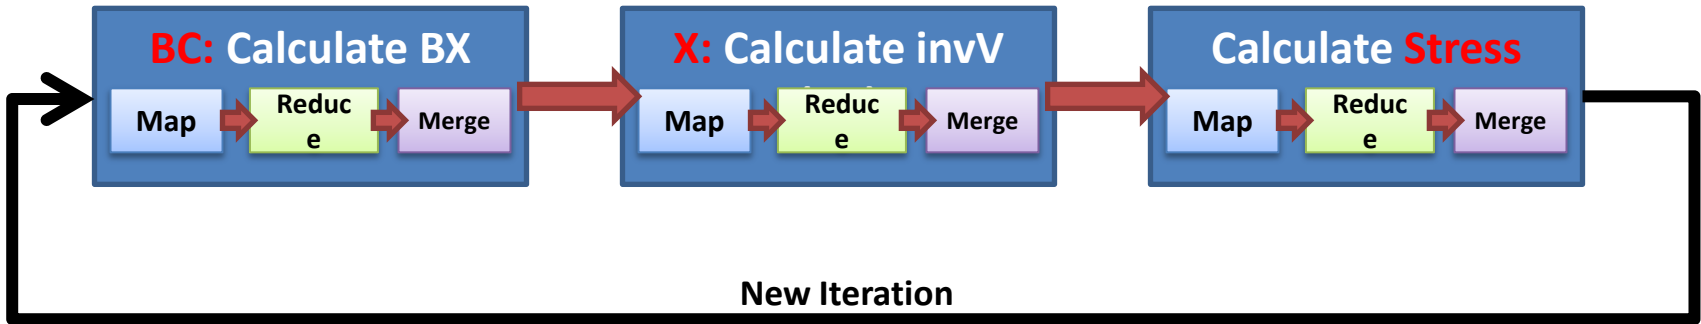 BC: Calculate BX
X: Calculate invV
Calculate Stress
Map
Reduc
e
Merge
Map
Reduc
e
Merge
Map
Reduc
e
Merge
New Iteration